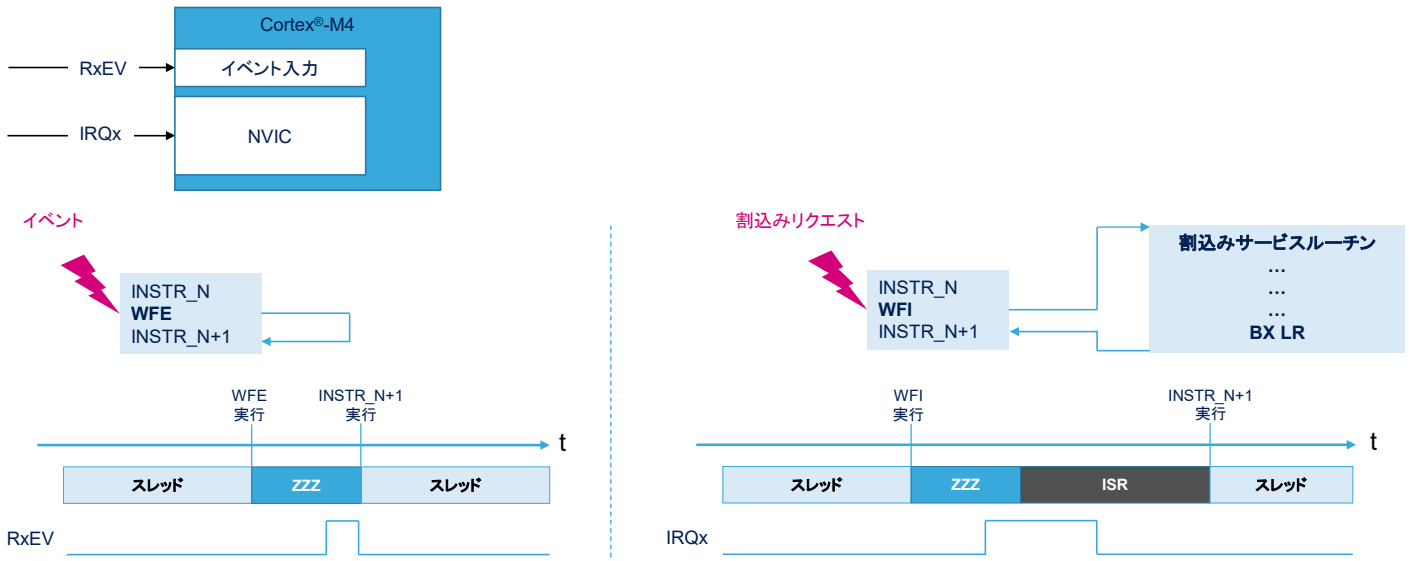 Cortex®-M4
RxEV
イベント入力
IRQx
NVIC
イベント
INSTR_N
WFE
INSTR_N+1
WFE
実行
INSTR_N+1
実行
t
スレッド
ZZZ
スレッド
RxEV
割込みリクエスト
INSTR_N
WFI
INSTR_N+1
割込みサービスルーチン
...
...
...
BX LR
WFI
実行
INSTR_N+1
実行
t
スレッド
ZZZ
ISR
スレッド
IRQx